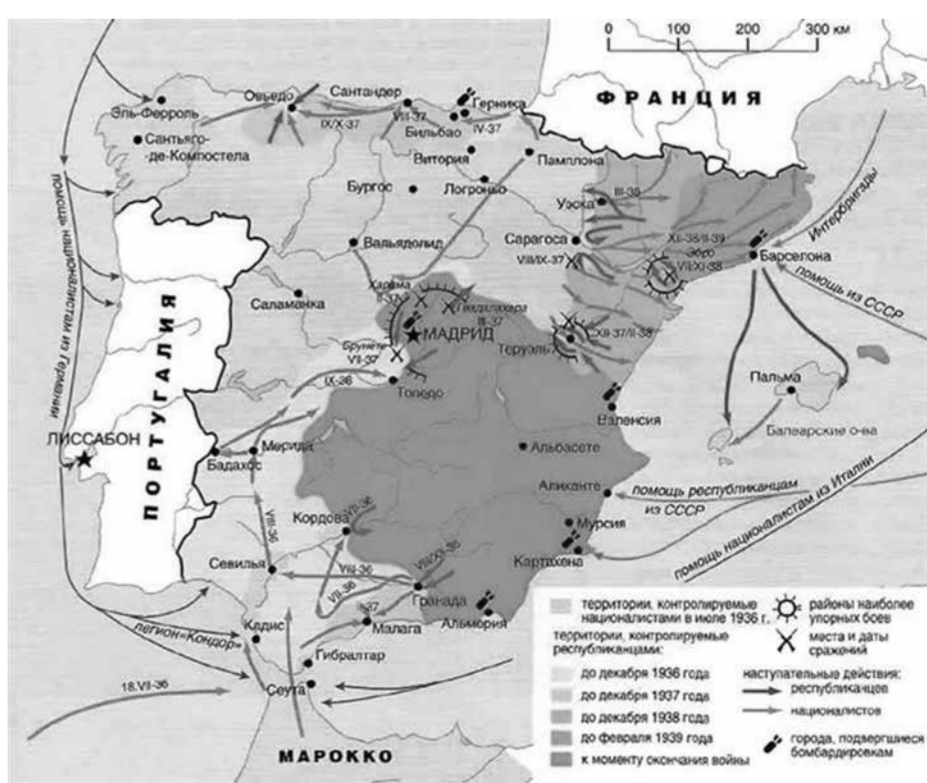 0 100 200 300 км
ФРАНЦИЯ
Эль-Ферроль
Овьедо
Сантандер
Герника
IX/X-37
VIII-37
Бильбао
IV-37
Сантьяго-
де-Компостела
Витория
Памплона
Бургос
Логроньо
Уэска
помощь националистам из Германии
Интербригады
Вальядолид
Сарагоса
VIII/IX-37
XII-38/II-39
Эбро
VII/XI-38
Барселона
Харама
II-37
Гвадалахара
III-37
помощь из СССР
Саламанка
МАДРИД
Брунете
VII-37
Теруэль
XII-37/II-38
ПОРТУГАЛИЯ
IX-36
Толедо
Пальма
Валенсия
Балеарские о-ва
ЛИССАБОН
Бадахос
Мерида
Альбасете
Аликанте
помощь республиканцам
из СССР
помощь националистам из Италии
VIII-36
Кордова
Мурсия
Картахена
Севилья
VIII-36
Гранада
Малага
Альмерия
Кадис
легион «Кондор»
Гибралтар
Сеута
18.VII-36
МАРОККО
территории, контролируемые
националистами в июле 1936 г.
территории, контролируемые
республиканцами:
до декабря 1936 года
до декабря 1937 года
до декабря 1938 года
до февраля 1939 года
к моменту окончания войны
районы наиболее
упорных боев
места и даты
сражений
наступательные действия:
республиканцев
националистов
города, подвергшиеся
бомбардировкам